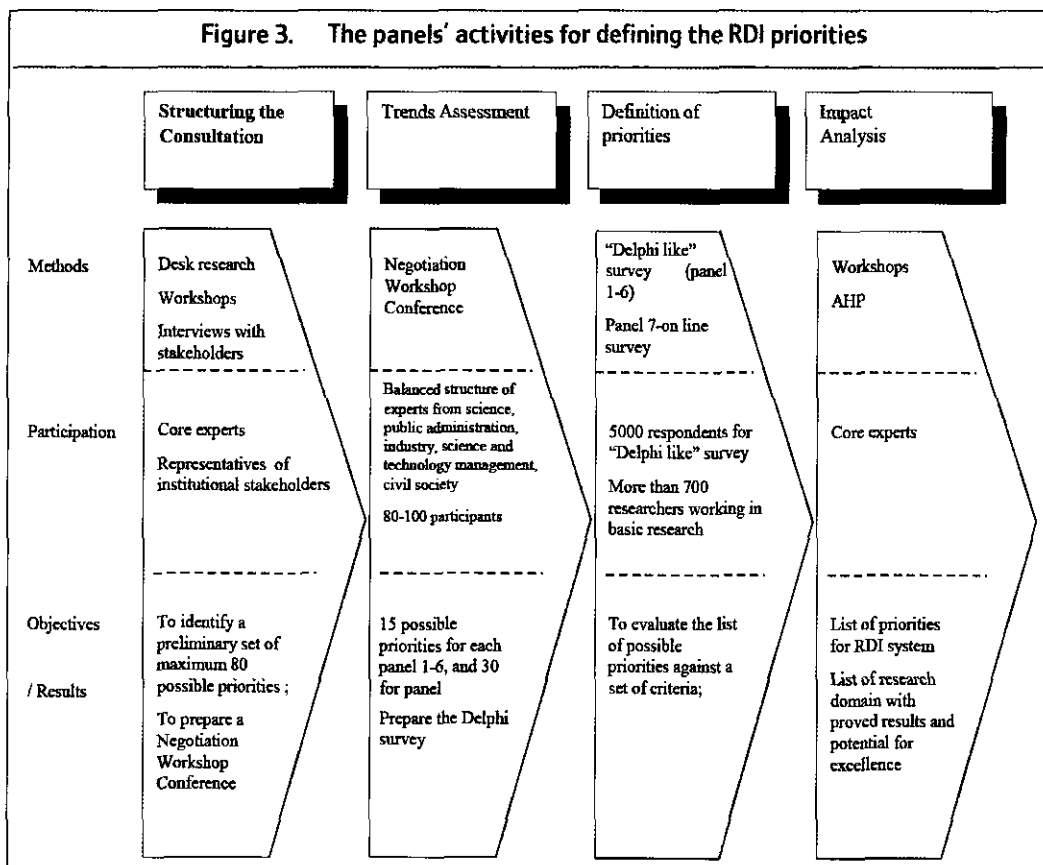 Figure 3. The panels' activities for defining the RDI priorities
Structuring the
Consultation
Trends Assessment
Definition of
priorities
Impact
Analysis
Methods
Desk research
Workshops
Interviews with
stakeholders
Negotiation
Workshop
Conference
"Delphi like"
survey (panel
1-6)
Panel 7-on line
survey
Workshops
AHP
Participation
Core experts
Representatives of
institutional stakeholders
Balanced structure of
experts from science,
public administration,
industry, science and
technology management,
civil society
80-100 participants
5000 respondents for
"Delphi like" survey
More than 700
researchers working in
basic research
Core experts
Objectives
/ Results
To identify a
preliminary set of
maximum 80
possible priorities ;
To prepare a
Negotiation
Workshop
Conference
15 possible
priorities for each
panel 1-6, and 30
for panel
Prepare the Delphi
survey
To evaluate the list
of possible
priorities against a
set of criteria;
List of priorities
for RDI system
List of research
domain with
proved results and
potential for
excellence